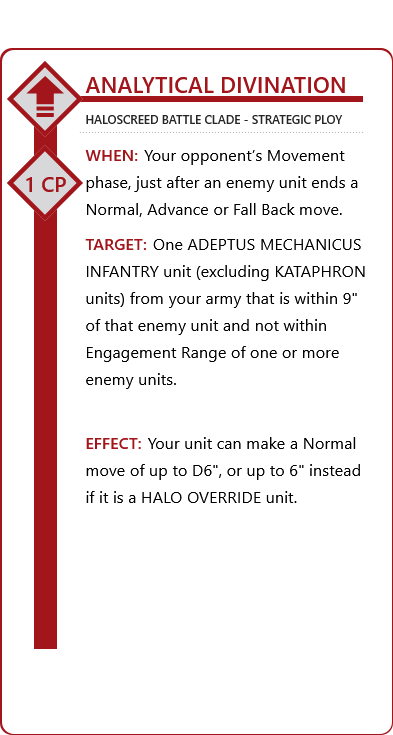 ANALYTICAL DIVINATION
HALOSCREED BATTLE CLADE - STRATEGIC PLOY
1 CP
WHEN: Your opponent’s Movement
phase, just after an enemy unit ends a
Normal, Advance or Fall Back move.
TARGET: One ADEPTUS MECHANICUS
INFANTRY unit (excluding KATAPHRON
units) from your army that is within 9"
of that enemy unit and not within
Engagement Range of one or more
enemy units.
EFFECT: Your unit can make a Normal
move of up to D6", or up to 6" instead
if it is a HALO OVERRIDE unit.